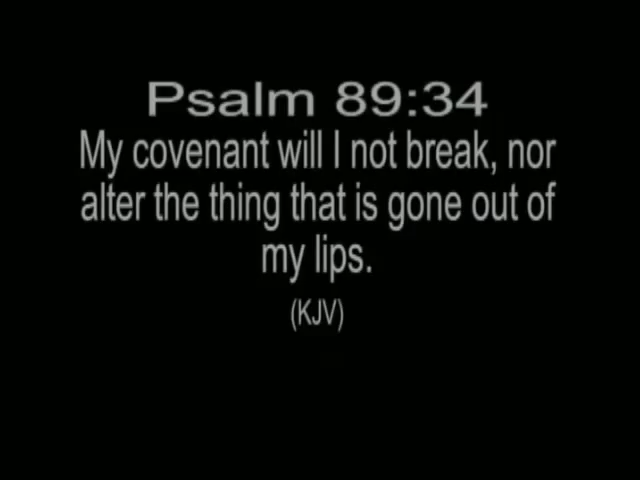 Psalm 89:34
My covenant will I not break, nor
alter the thing that is gone out of
my lips.
(KJV)